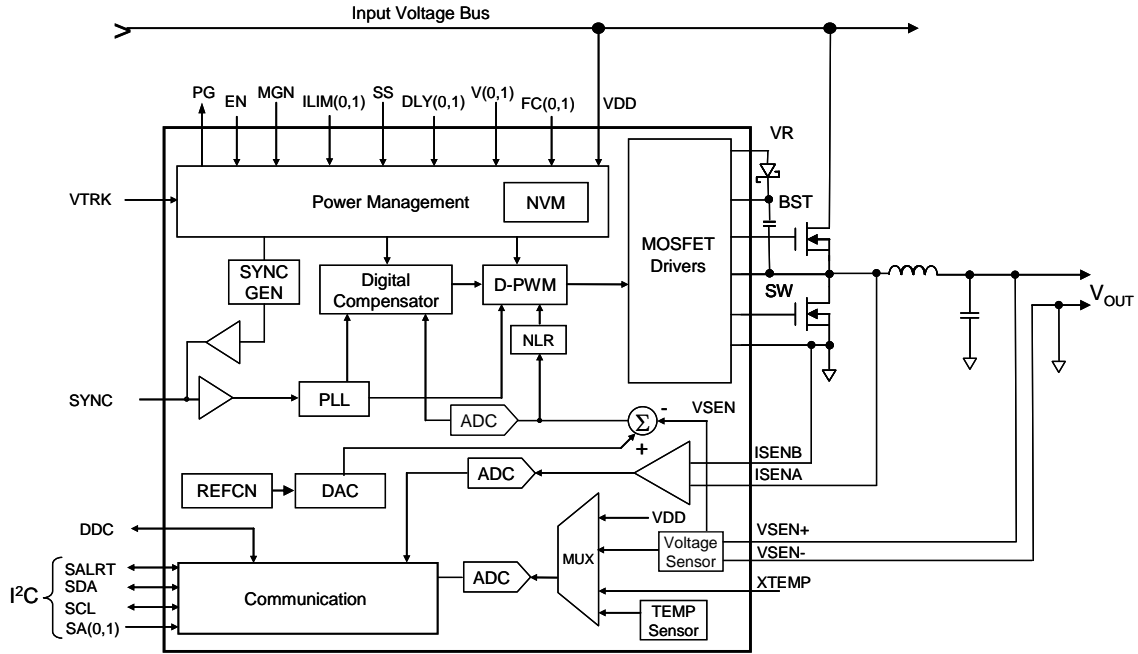 Input Voltage Bus
PG
EN
MGN
ILIM(0,1)
SS
DLY(0,1)
V(0,1)
FC(0,1)
VDD
VR
VTRK
Power Management
NVM
BST
MOSFET
Drivers
SYNC
GEN
Digital
Compensator
D-PWM
SW
VOUT
NLR
SYNC
PLL
ADC
Σ
-
+
VSEN
ISENB
ISENA
ADC
REFCN
DAC
DDC
VDD
MUX
Voltage
Sensor
VSEN+
VSEN-
I²C
SALRT
SDA
SCL
SA(0,1)
Communication
ADC
XTEMP
TEMP
Sensor